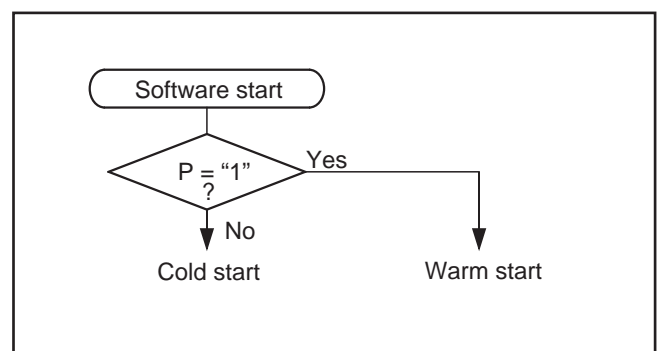 Software start
P = “1”
?
Yes
No
Cold start
Warm start